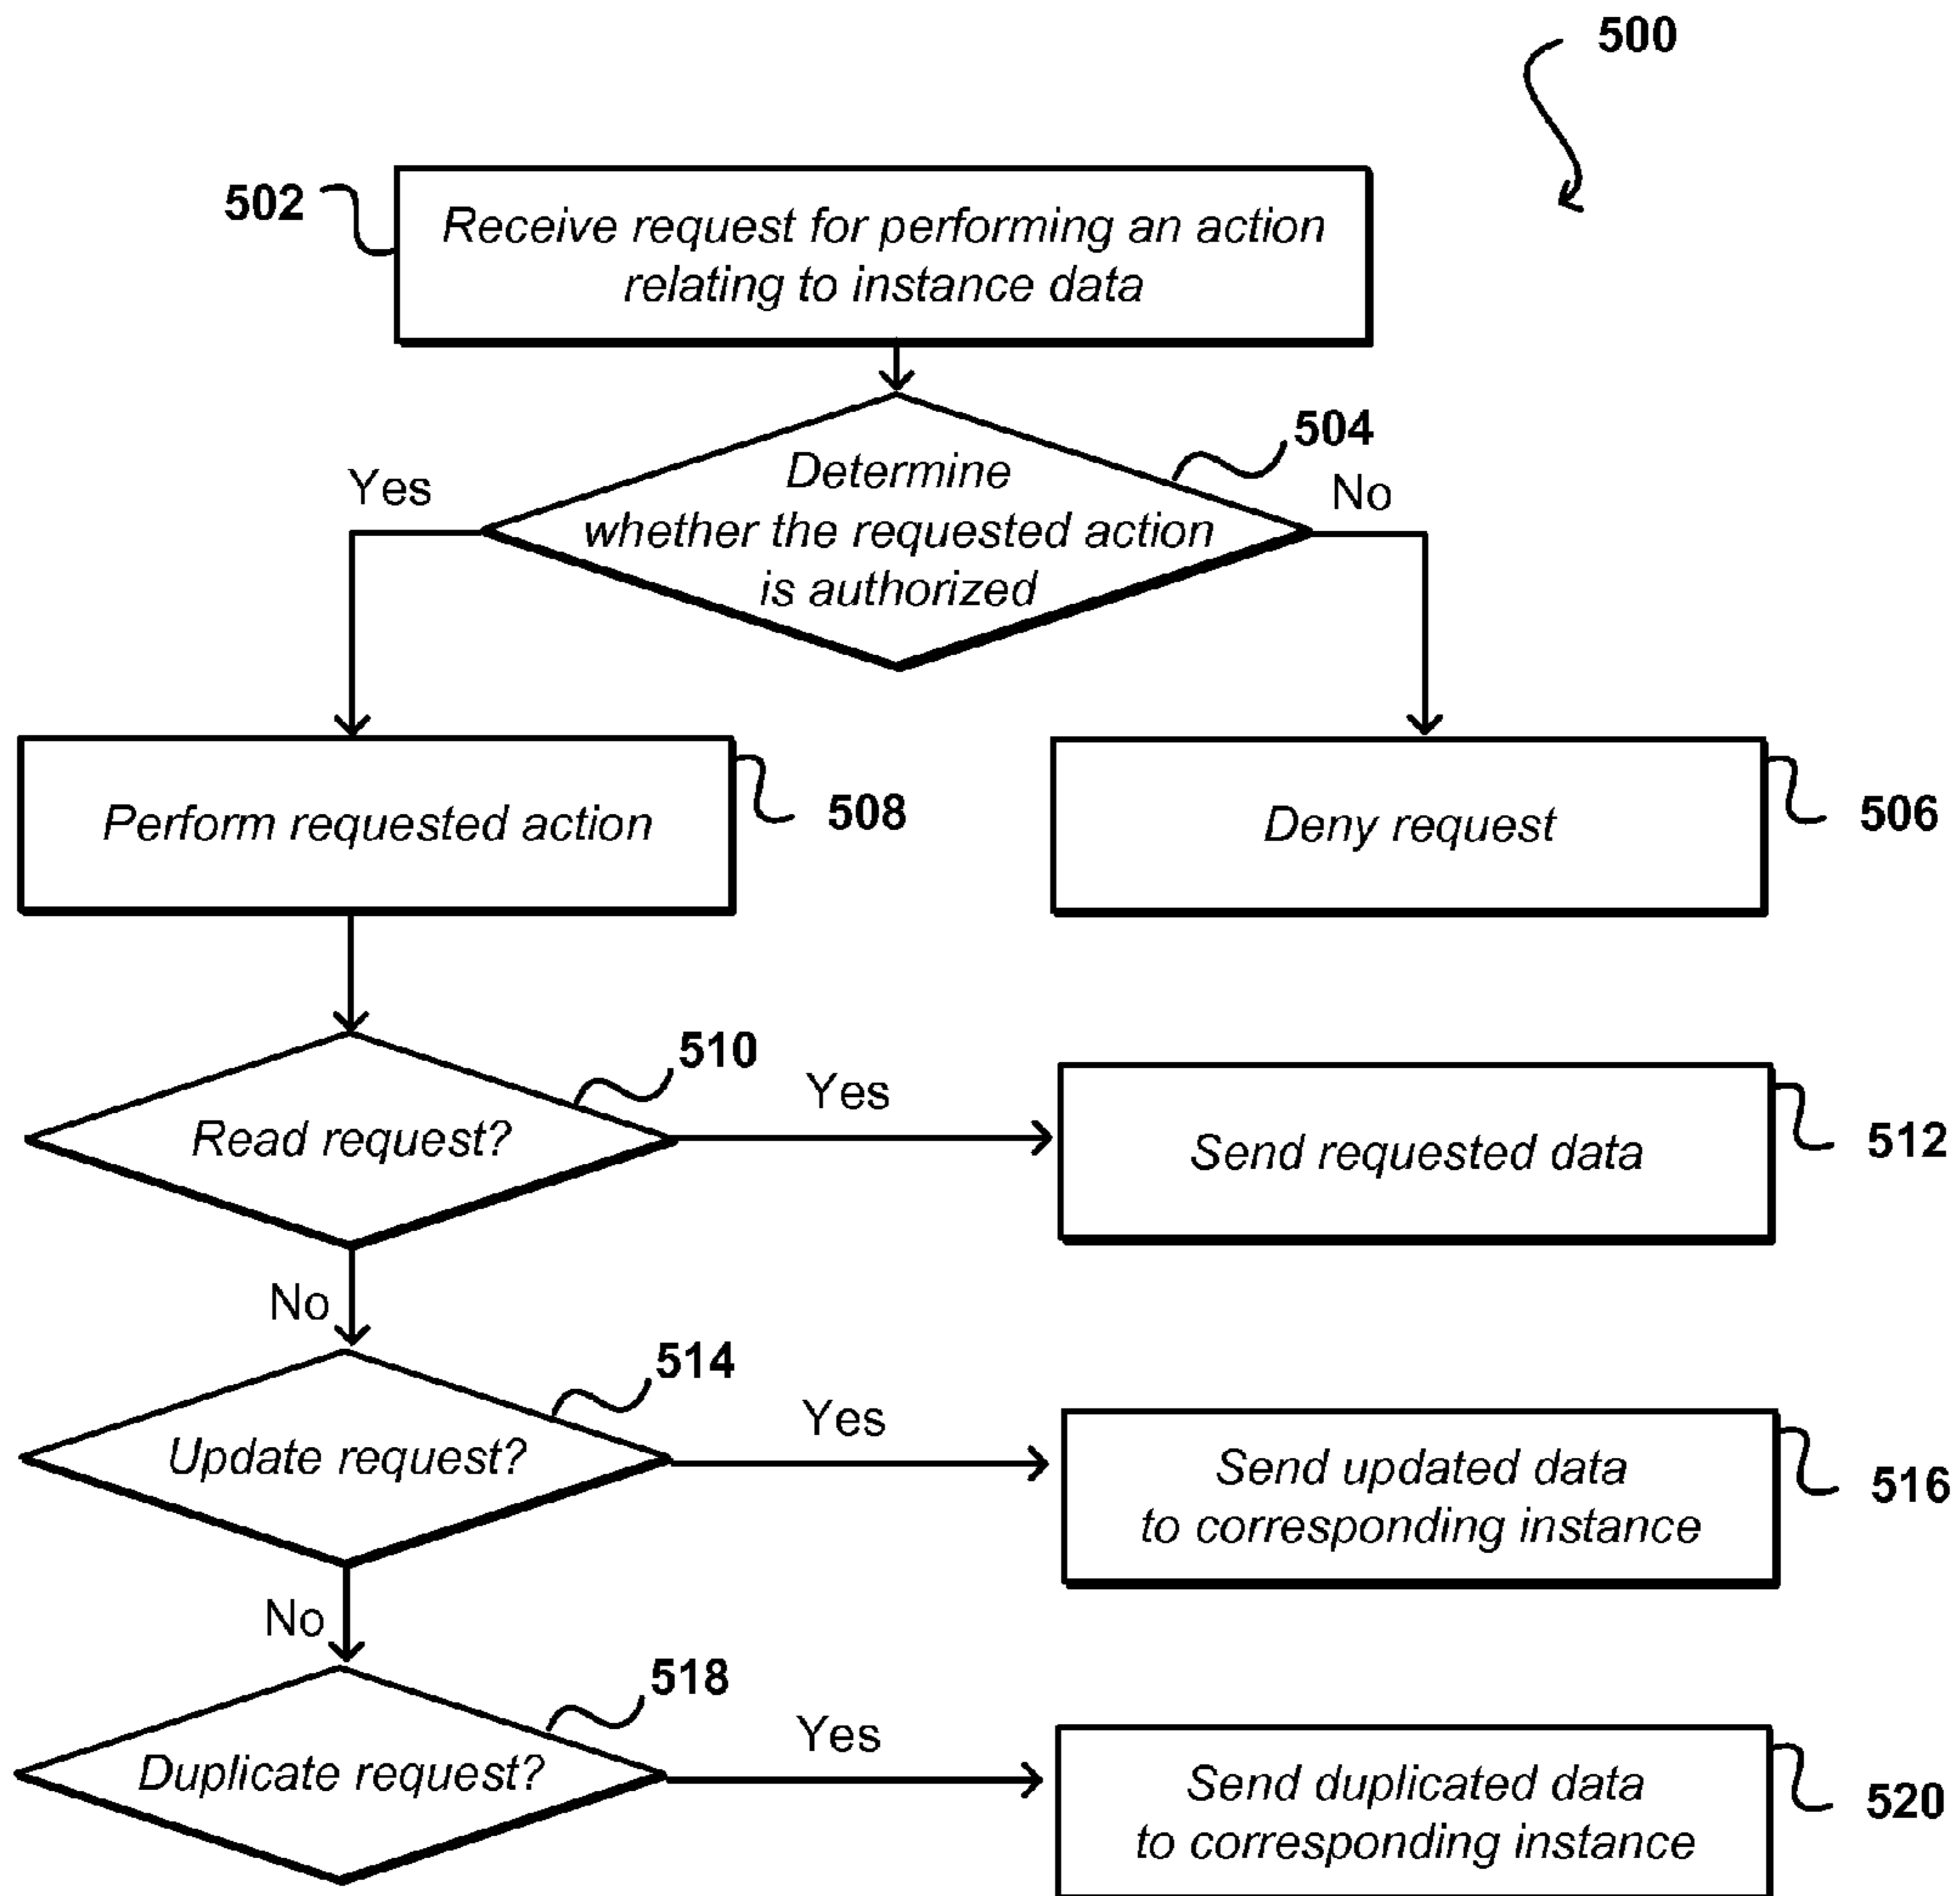 500
502
Receive request for performing an action
relating to instance data
504
Determine
whether the requested action
is authorized
Yes
No
Perform requested action
508
Deny request
506
510
Read request?
Yes
Send requested data
512
No
514
Update request?
Yes
Send updated data
to corresponding instance
516
No
518
Duplicate request?
Yes
Send duplicated data
to corresponding instance
520